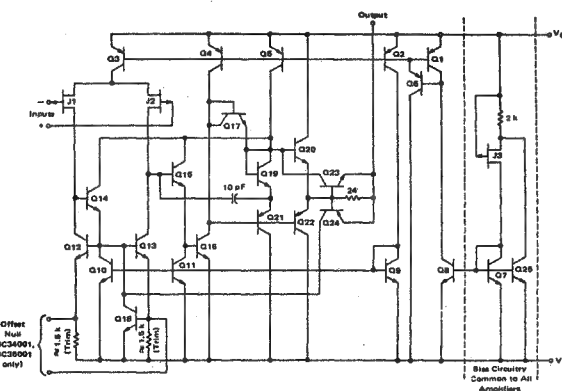 Output
V
Q3
Q4
Q5
Q2
Q1
Q6
J1
J2
−
Inputs
+
Q17
2 k
J3
Q20
Q15
Q19
Q23
10 pF
24
Q14
Q24
Q21
Q22
Q12
Q13
Q16
Q10
Q11
Q9
Q8
Q7
Q25
Offset
Null
only)
Q18
≈1.5 k
(Trim)
≈1.5 k
(Trim)
V
Bias Circuitry
Common to All
Amplifiers